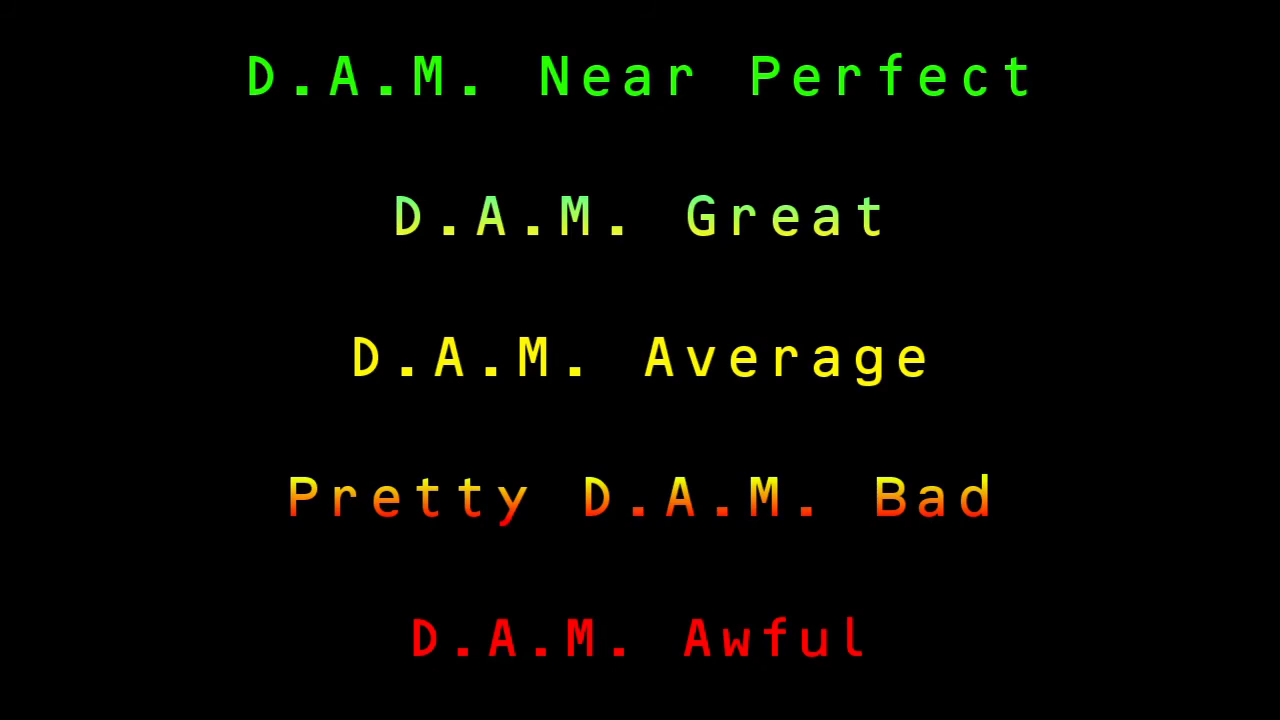 D.A.M. Near Perfect
D.A.M. Great
D.A.M. Average
Pretty D.A.M. Bad
D.A.M. Awful